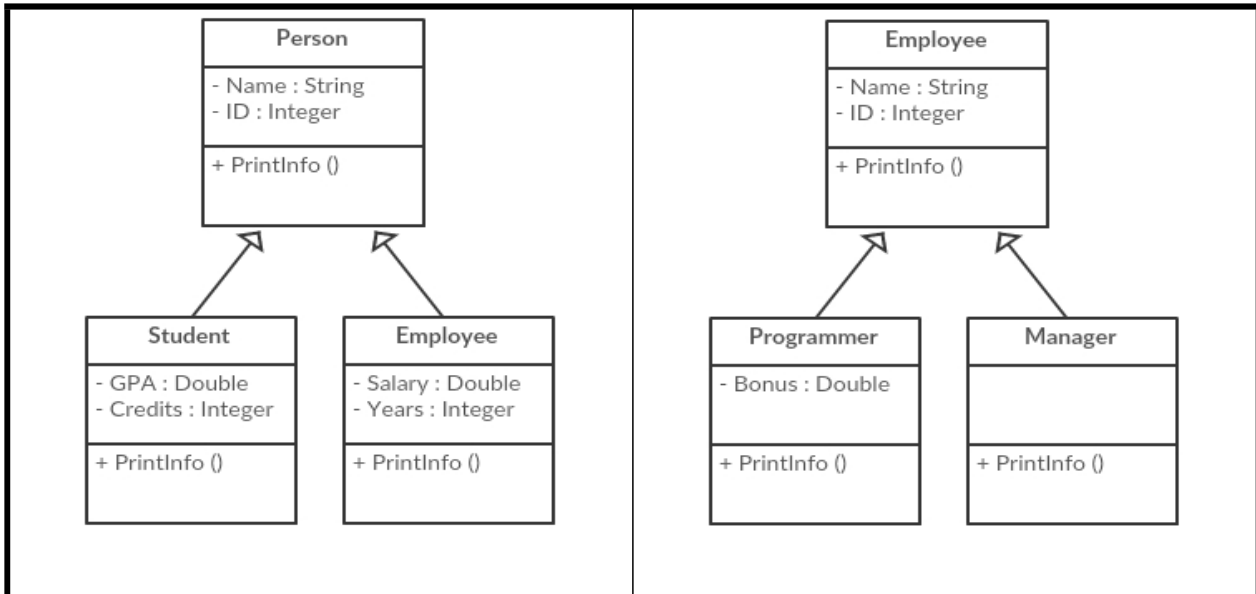 Person
- Name : String
- ID : Integer
+ PrintInfo ()
Student
- GPA : Double
- Credits : Integer
+ PrintInfo ()
Employee
- Salary : Double
- Years : Integer
+ PrintInfo ()
Employee
- Name : String
- ID : Integer
+ PrintInfo ()
Programmer
- Bonus : Double
+ PrintInfo ()
Manager
+ PrintInfo ()